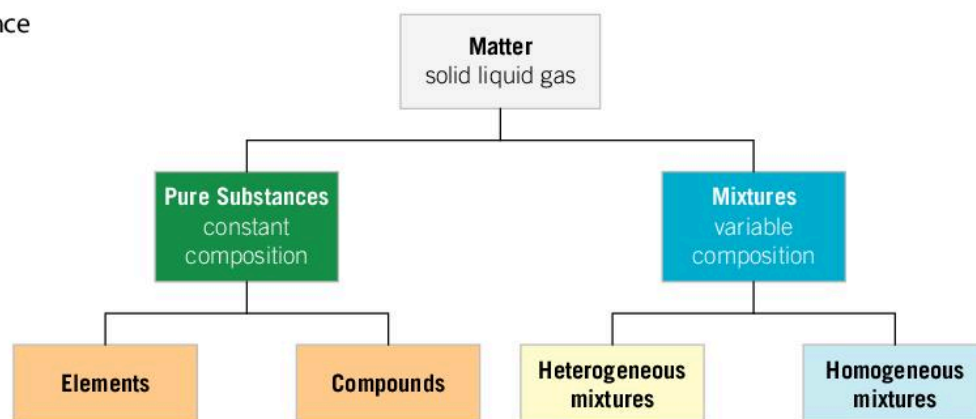 Matter
solid liquid gas
Pure Substances
constant
composition
Mixtures
variable
composition
Elements
Compounds
Heterogeneous
mixtures
Homogeneous
mixtures